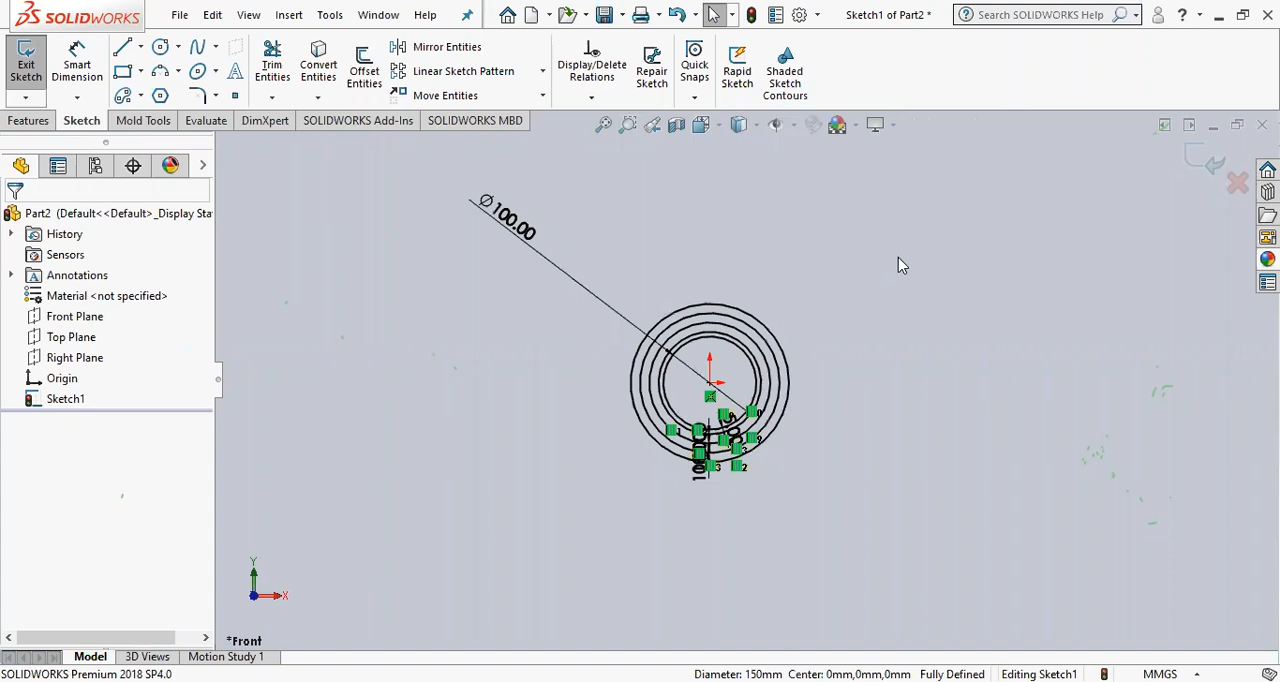 SOLIDWORKS File Edit View Insert Tools Window Help Sketch1 of Part2 * Search SOLIDWORKS Help ?
Exit Sketch
Smart Dimension
Trim Entities
Convert Entities
Offset Entities
Mirror Entities
Linear Sketch Pattern
Move Entities
Display/Delete Relations
Repair Sketch
Quick Snaps
Rapid Sketch
Shaded Sketch Contours
Features Sketch Mold Tools Evaluate DimXpert SOLIDWORKS Add-Ins SOLIDWORKS MBD
Part2 (Default<<Default>_Display Sta
History
Sensors
Annotations
Material <not specified>
Front Plane
Top Plane
Right Plane
Origin
Sketch1
Ø100.00
Y
X
*Front
Model 3D Views Motion Study 1
SOLIDWORKS Premium 2018 SP4.0 Diameter: 150mm Center: 0mm,0mm,0mm Fully Defined Editing Sketch1 MMGS